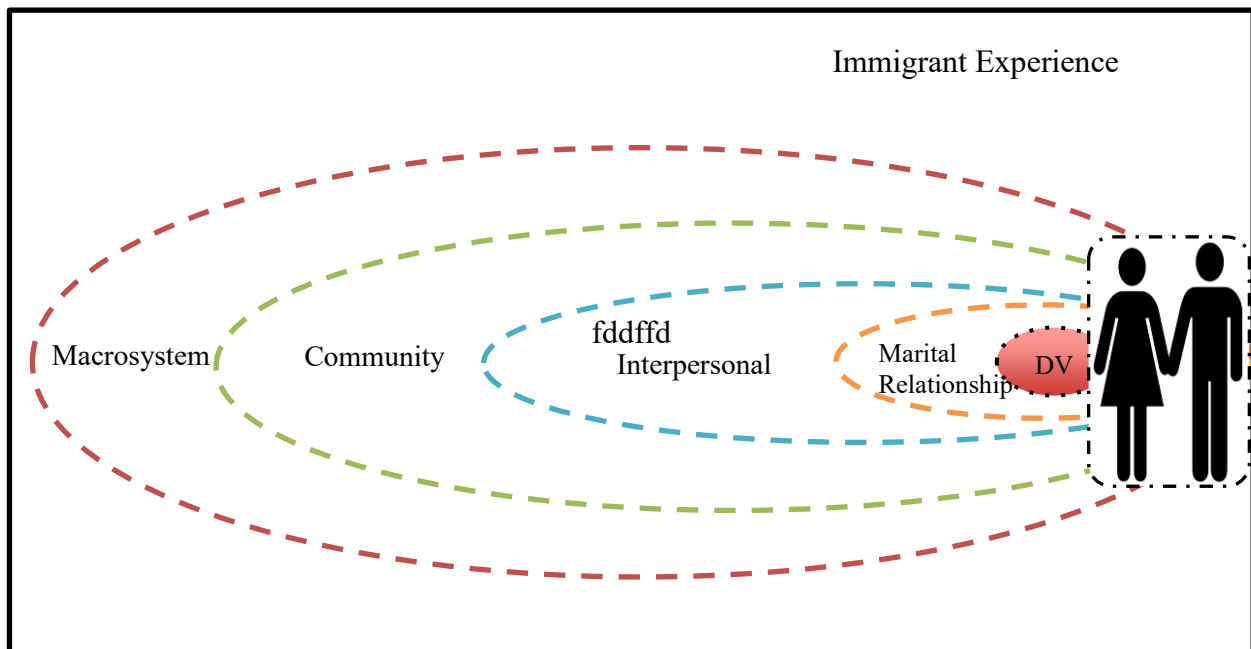 Immigrant Experience
Macrosystem
Community
fddffd
Interpersonal
Marital
Relationship
DV